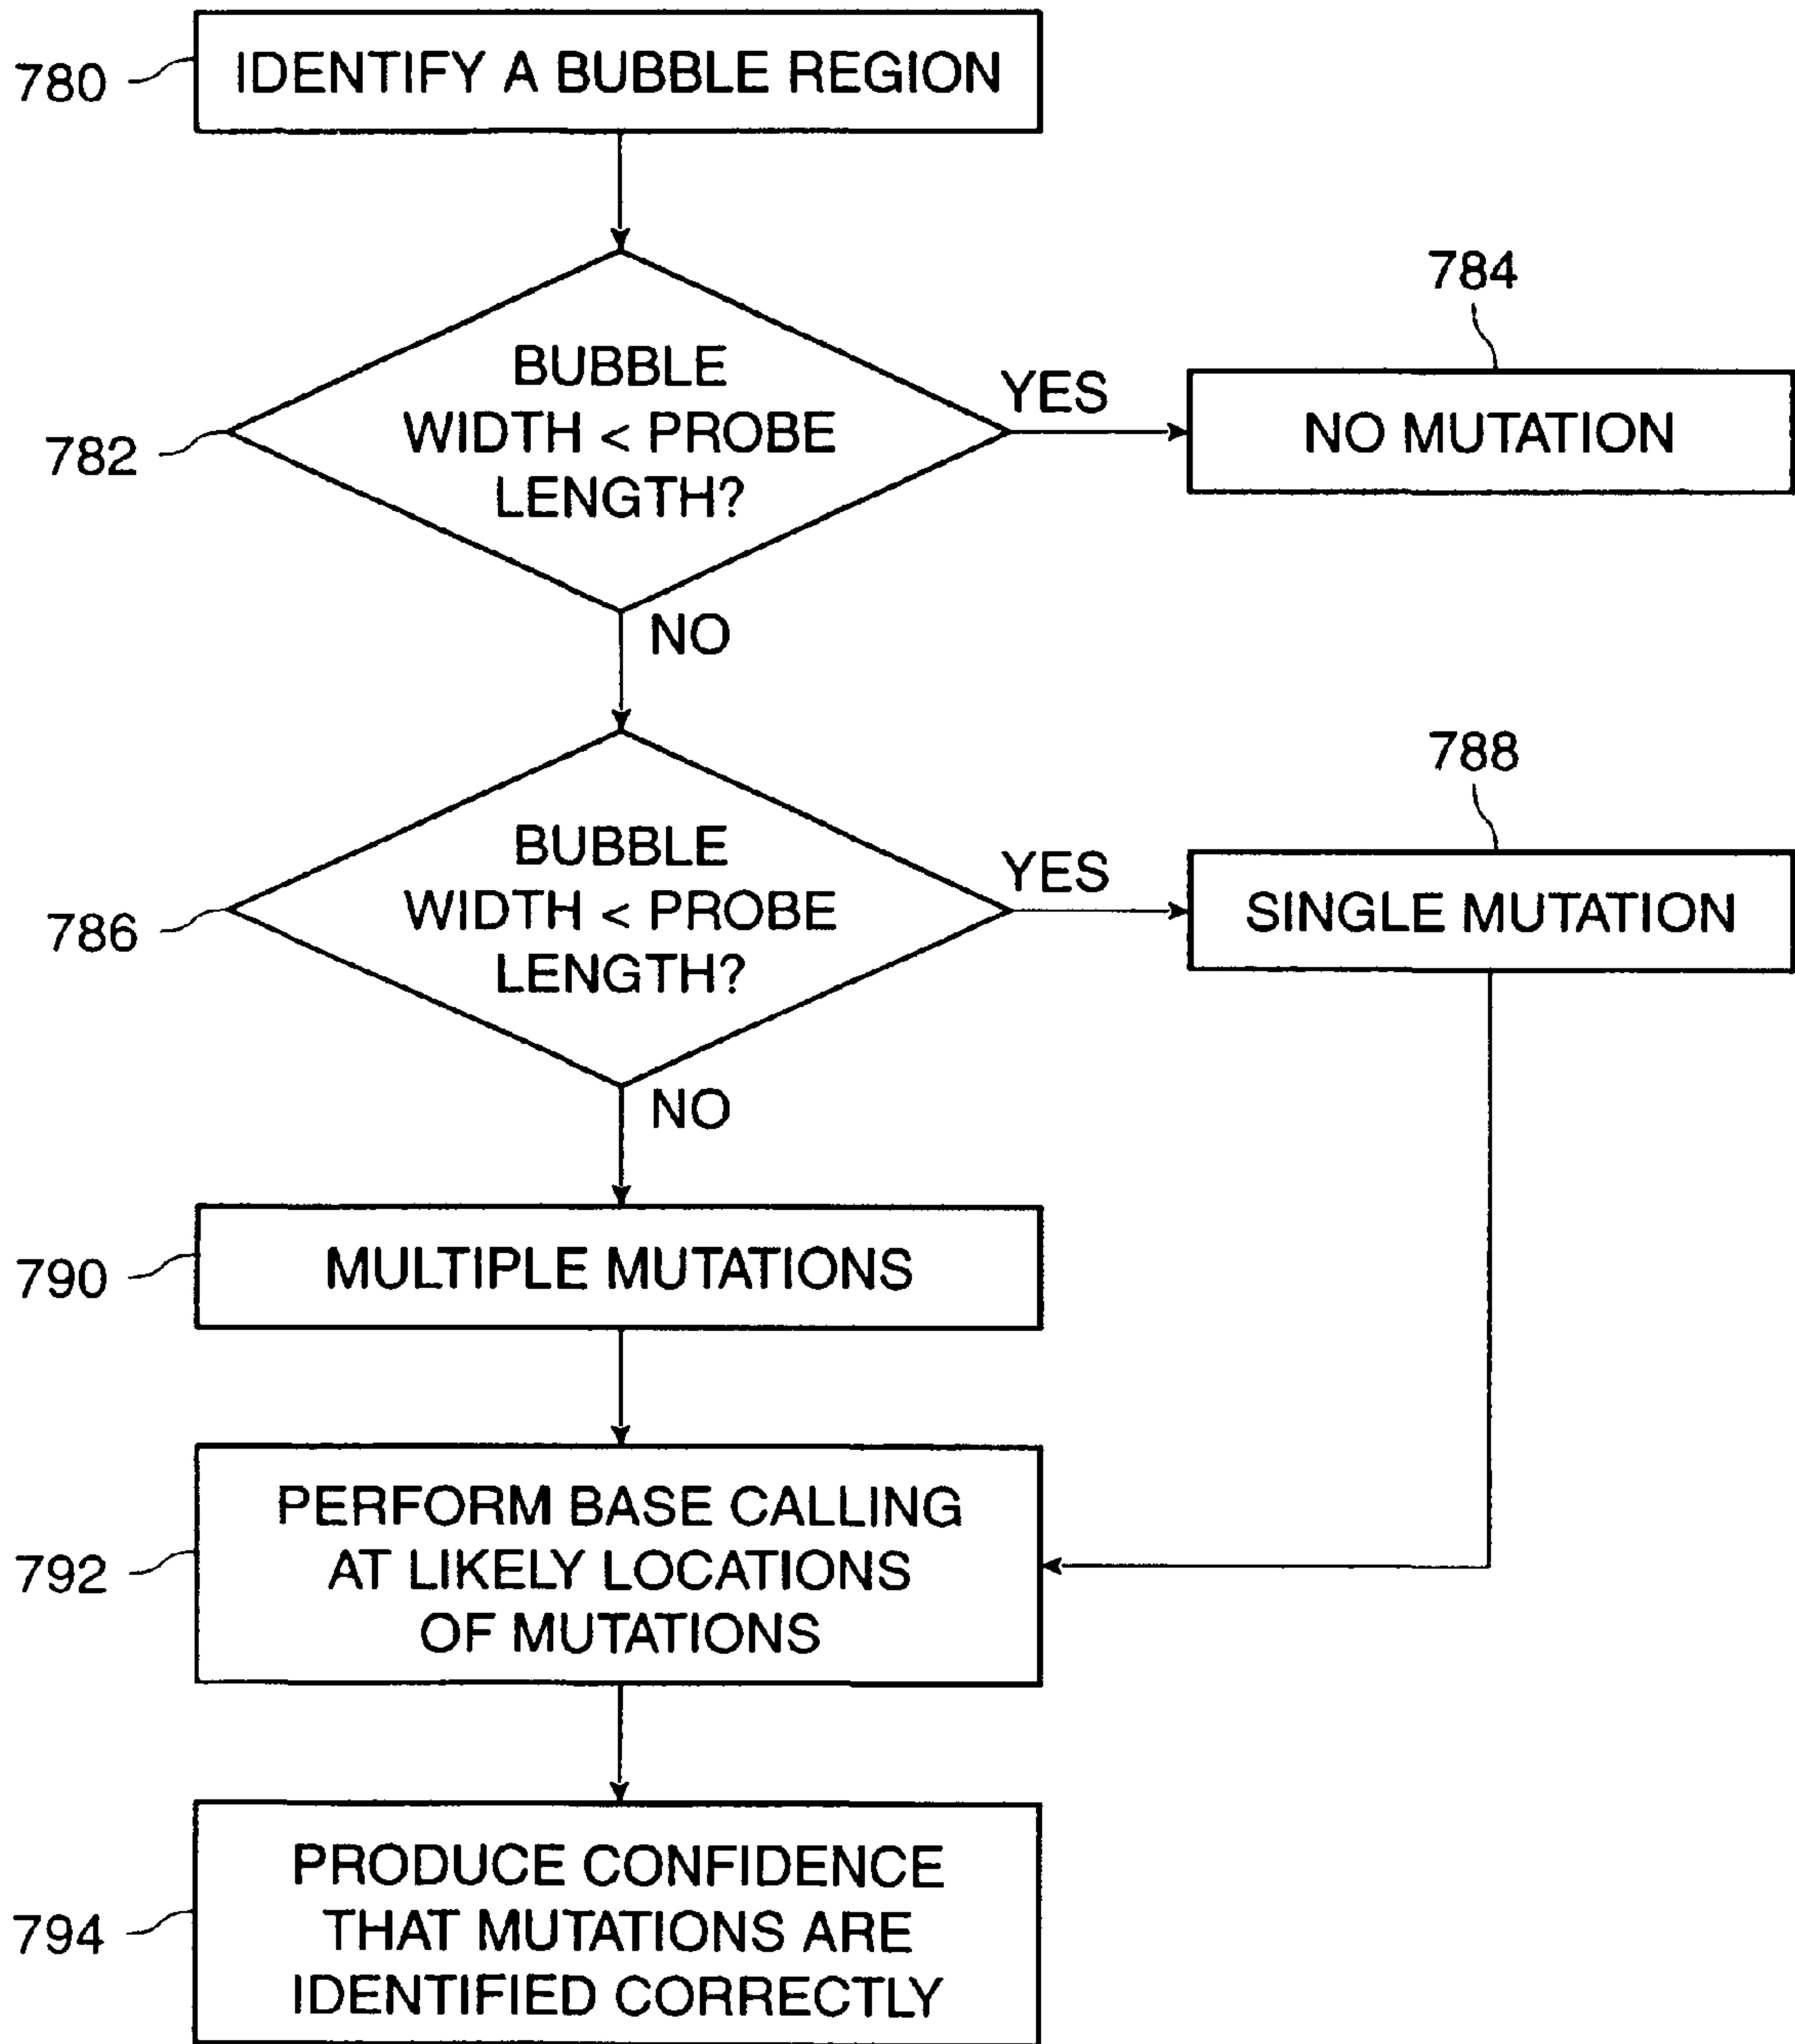 780
IDENTIFY A BUBBLE REGION
782
BUBBLE
WIDTH < PROBE
LENGTH?
YES
784
NO MUTATION
NO
786
BUBBLE
WIDTH < PROBE
LENGTH?
YES
788
SINGLE MUTATION
NO
790
MULTIPLE MUTATIONS
792
PERFORM BASE CALLING
AT LIKELY LOCATIONS
OF MUTATIONS
794
PRODUCE CONFIDENCE
THAT MUTATIONS ARE
IDENTIFIED CORRECTLY